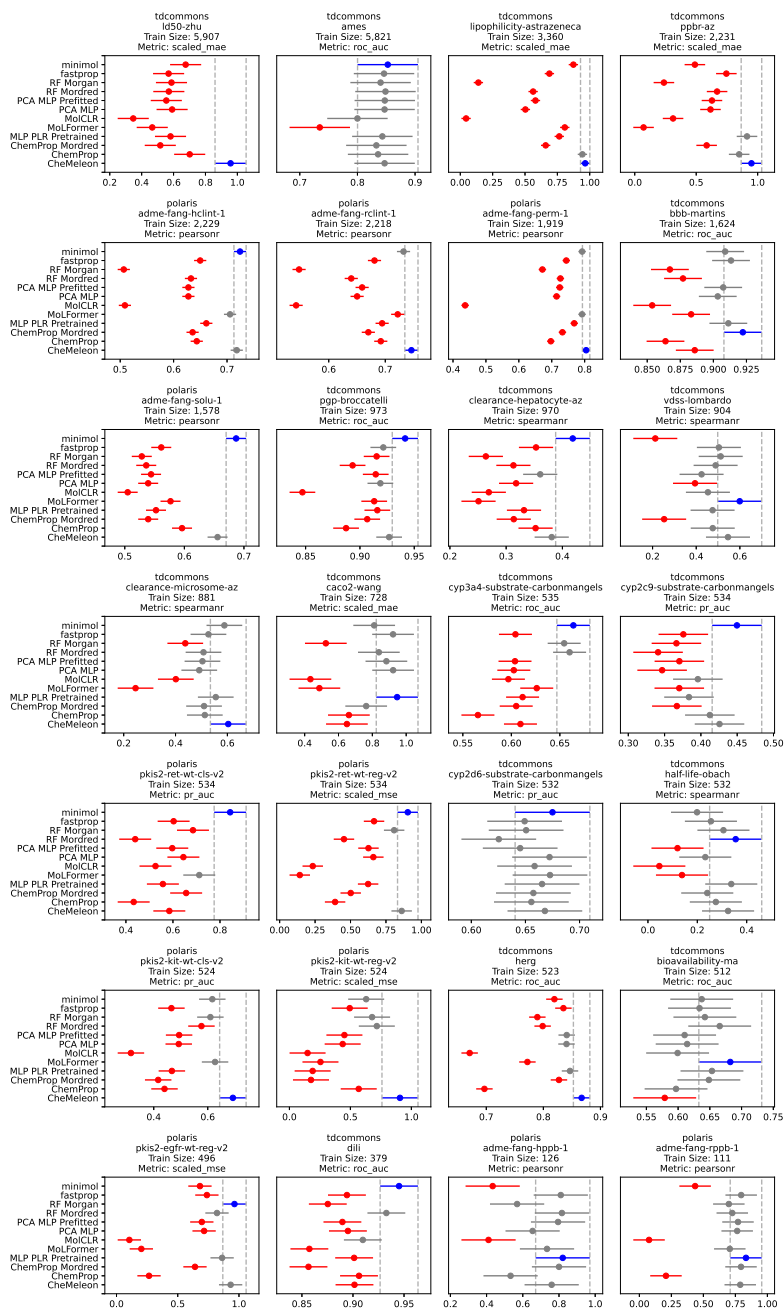 tdcommons
ld50-zhu
Train Size: 5,907
Metric: scaled_mae
tdcommons
ames
Train Size: 5,821
Metric: roc_auc
tdcommons
lipophilicity-astrazeneca
Train Size: 3,360
Metric: scaled_mae
tdcommons
ppbr-az
Train Size: 2,231
Metric: scaled_mae
minimol
fastprop
RF Morgan
RF Mordred
PCA MLP Prefitted
PCA MLP
MolCLR
MoLFormer
MLP PLR Pretrained
ChemProp Mordred
ChemProp
CheMeleon
0.2 0.4 0.6 0.8 1.0
0.7 0.8 0.9
0.00 0.25 0.50 0.75 1.00
0.0 0.5 1.0
polaris
adme-fang-hclint-1
Train Size: 2,229
Metric: pearsonr
polaris
adme-fang-rclint-1
Train Size: 2,218
Metric: pearsonr
polaris
adme-fang-perm-1
Train Size: 1,919
Metric: pearsonr
tdcommons
bbb-martins
Train Size: 1,624
Metric: roc_auc
minimol
fastprop
RF Morgan
RF Mordred
PCA MLP Prefitted
PCA MLP
MolCLR
MoLFormer
MLP PLR Pretrained
ChemProp Mordred
ChemProp
CheMeleon
0.5 0.6 0.7
0.5 0.6 0.7
0.4 0.5 0.6 0.7 0.8
0.850 0.875 0.900 0.925
polaris
adme-fang-solu-1
Train Size: 1,578
Metric: pearsonr
tdcommons
pgp-broccatelli
Train Size: 973
Metric: roc_auc
tdcommons
clearance-hepatocyte-az
Train Size: 970
Metric: spearmanr
tdcommons
vdss-lombardo
Train Size: 904
Metric: spearmanr
minimol
fastprop
RF Morgan
RF Mordred
PCA MLP Prefitted
PCA MLP
MolCLR
MoLFormer
MLP PLR Pretrained
ChemProp Mordred
ChemProp
CheMeleon
0.5 0.6 0.7
0.85 0.90 0.95
0.2 0.3 0.4
0.2 0.4 0.6
tdcommons
clearance-microsome-az
Train Size: 881
Metric: spearmanr
tdcommons
caco2-wang
Train Size: 728
Metric: scaled_mae
tdcommons
cyp3a4-substrate-carbonmangels
Train Size: 535
Metric: roc_auc
tdcommons
cyp2c9-substrate-carbonmangels
Train Size: 534
Metric: pr_auc
minimol
fastprop
RF Morgan
RF Mordred
PCA MLP Prefitted
PCA MLP
MolCLR
MoLFormer
MLP PLR Pretrained
ChemProp Mordred
ChemProp
CheMeleon
0.2 0.4 0.6
0.4 0.6 0.8 1.0
0.55 0.60 0.65
0.30 0.35 0.40 0.45 0.50
polaris
pkis2-ret-wt-cls-v2
Train Size: 534
Metric: pr_auc
polaris
pkis2-ret-wt-reg-v2
Train Size: 534
Metric: scaled_mse
tdcommons
cyp2d6-substrate-carbonmangels
Train Size: 532
Metric: pr_auc
tdcommons
half-life-obach
Train Size: 532
Metric: spearmanr
minimol
fastprop
RF Morgan
RF Mordred
PCA MLP Prefitted
PCA MLP
MolCLR
MoLFormer
MLP PLR Pretrained
ChemProp Mordred
ChemProp
CheMeleon
0.4 0.6 0.8
0.00 0.25 0.50 0.75 1.00
0.60 0.65 0.70
0.0 0.2 0.4
polaris
pkis2-kit-wt-cls-v2
Train Size: 524
Metric: pr_auc
polaris
pkis2-kit-wt-reg-v2
Train Size: 524
Metric: scaled_mse
tdcommons
herg
Train Size: 523
Metric: roc_auc
tdcommons
bioavailability-ma
Train Size: 512
Metric: roc_auc
minimol
fastprop
RF Morgan
RF Mordred
PCA MLP Prefitted
PCA MLP
MolCLR
MoLFormer
MLP PLR Pretrained
ChemProp Mordred
ChemProp
CheMeleon
0.4 0.6
0.0 0.5 1.0
0.7 0.8 0.9
0.55 0.60 0.65 0.70 0.75
polaris
pkis2-egfr-wt-reg-v2
Train Size: 496
Metric: scaled_mse
tdcommons
dili
Train Size: 379
Metric: roc_auc
polaris
adme-fang-hppb-1
Train Size: 126
Metric: pearsonr
polaris
adme-fang-rppb-1
Train Size: 111
Metric: pearsonr
minimol
fastprop
RF Morgan
RF Mordred
PCA MLP Prefitted
PCA MLP
MolCLR
MoLFormer
MLP PLR Pretrained
ChemProp Mordred
ChemProp
CheMeleon
0.0 0.5 1.0
0.85 0.90 0.95
0.2 0.4 0.6 0.8 1.0
0.0 0.5 1.0